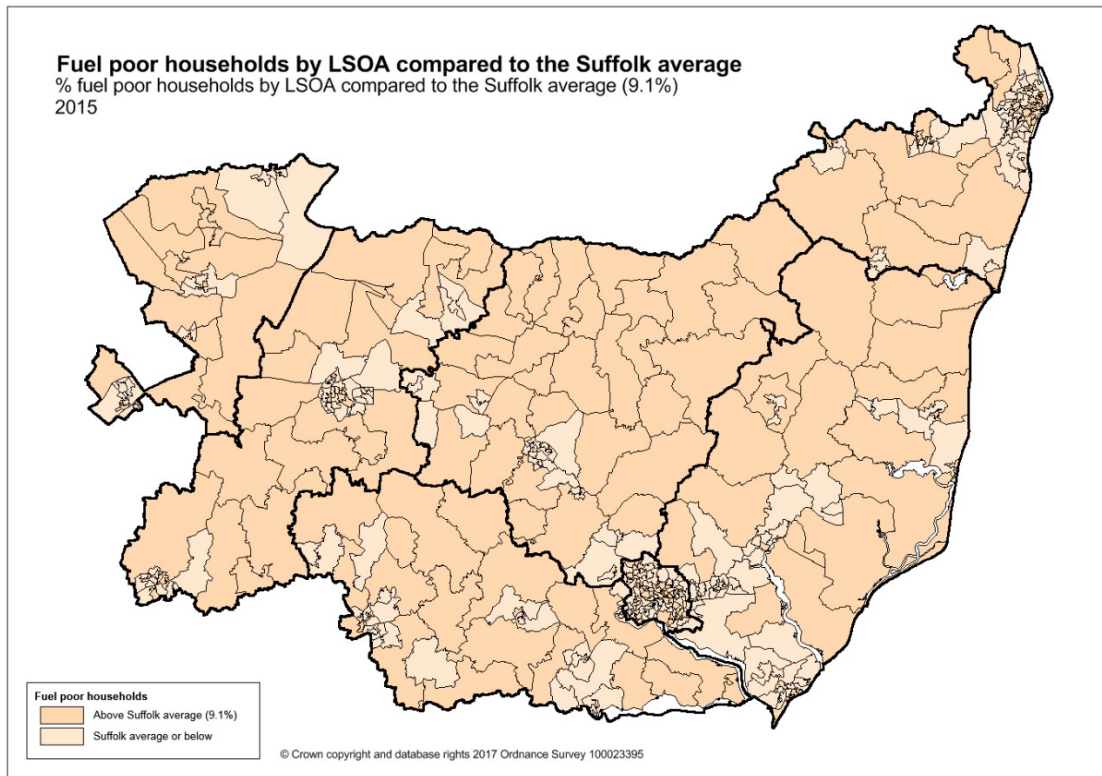 Fuel poor households by LSOA compared to the Suffolk average
% fuel poor households by LSOA compared to the Suffolk average (9.1%)
2015
Fuel poor households
Above Suffolk average (9.1%)
Suffolk average or below
© Crown copyright and database rights 2017 Ordnance Survey 100023395